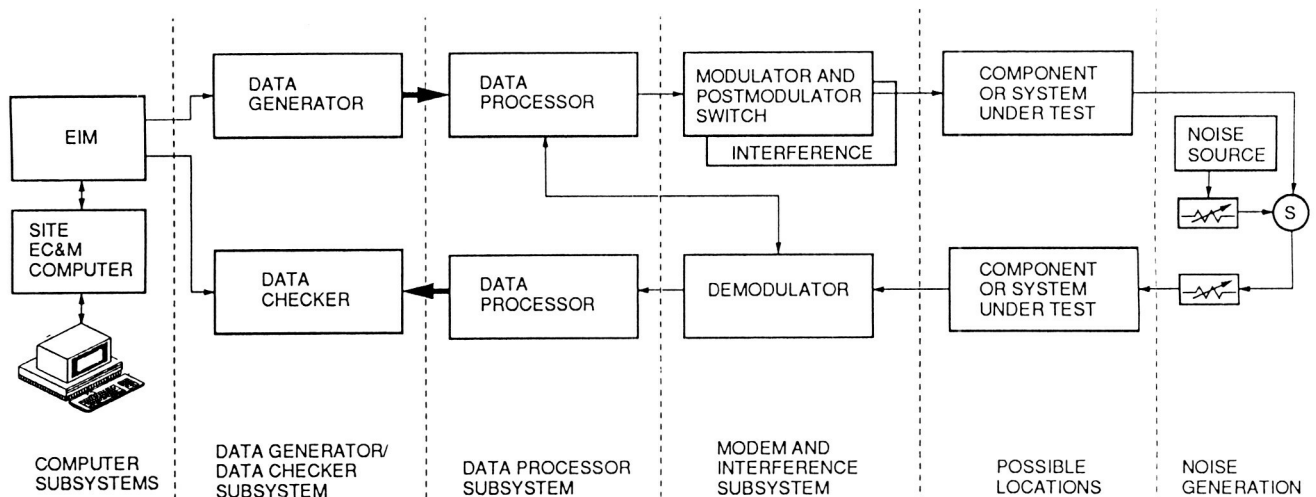 EIM
SITE
EC&M
COMPUTER
DATA
GENERATOR
DATA
CHECKER
DATA
PROCESSOR
DATA
PROCESSOR
MODULATOR AND
POSTMODULATOR
SWITCH
INTERFERENCE
DEMODULATOR
COMPONENT
OR SYSTEM
UNDER TEST
COMPONENT
OR SYSTEM
UNDER TEST
NOISE
SOURCE
S
COMPUTER
SUBSYSTEMS
DATA GENERATOR/
DATA CHECKER
SUBSYSTEM
DATA PROCESSOR
SUBSYSTEM
MODEM AND
INTERFERENCE
SUBSYSTEM
POSSIBLE
LOCATIONS
NOISE
GENERATION